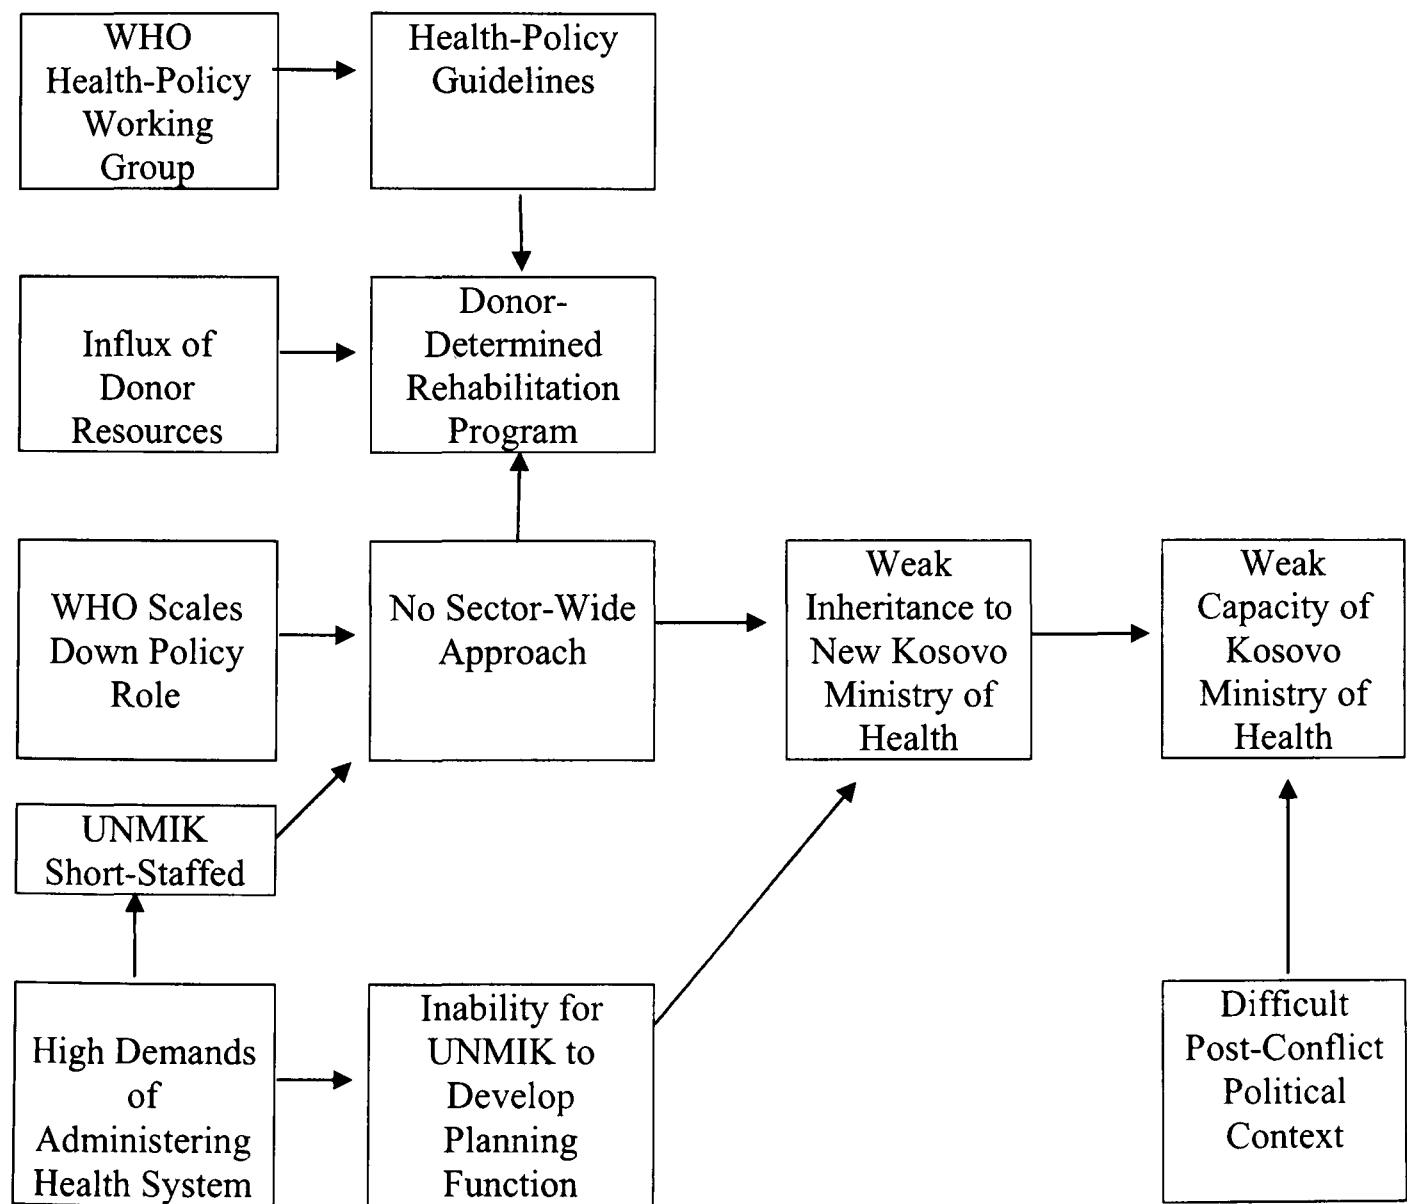 WHO
Health-Policy
Working
Group
Health-Policy
Guidelines
Influx of
Donor
Resources
Donor-
Determined
Rehabilitation
Program
WHO Scales
Down Policy
Role
No Sector-Wide
Approach
Weak
Inheritance to
New Kosovo
Ministry of
Health
Weak
Capacity of
Kosovo
Ministry of
Health
UNMIK
Short-Staffed
High Demands
of
Administering
Health System
Inability for
UNMIK to
Develop
Planning
Function
Difficult
Post-Conflict
Political
Context